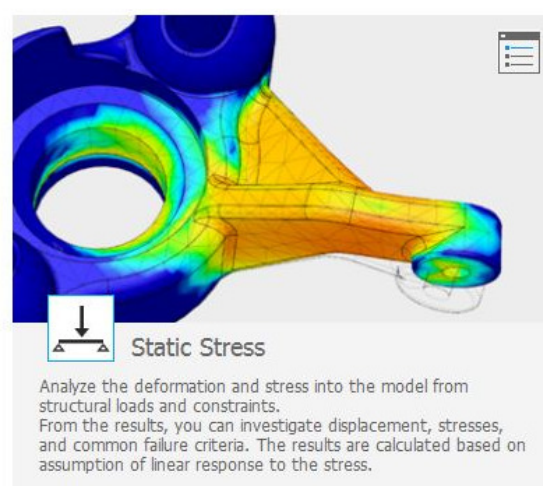 Static Stress
Analyze the deformation and stress into the model from
structural loads and constraints.
From the results, you can investigate displacement, stresses,
and common failure criteria. The results are calculated based on
assumption of linear response to the stress.